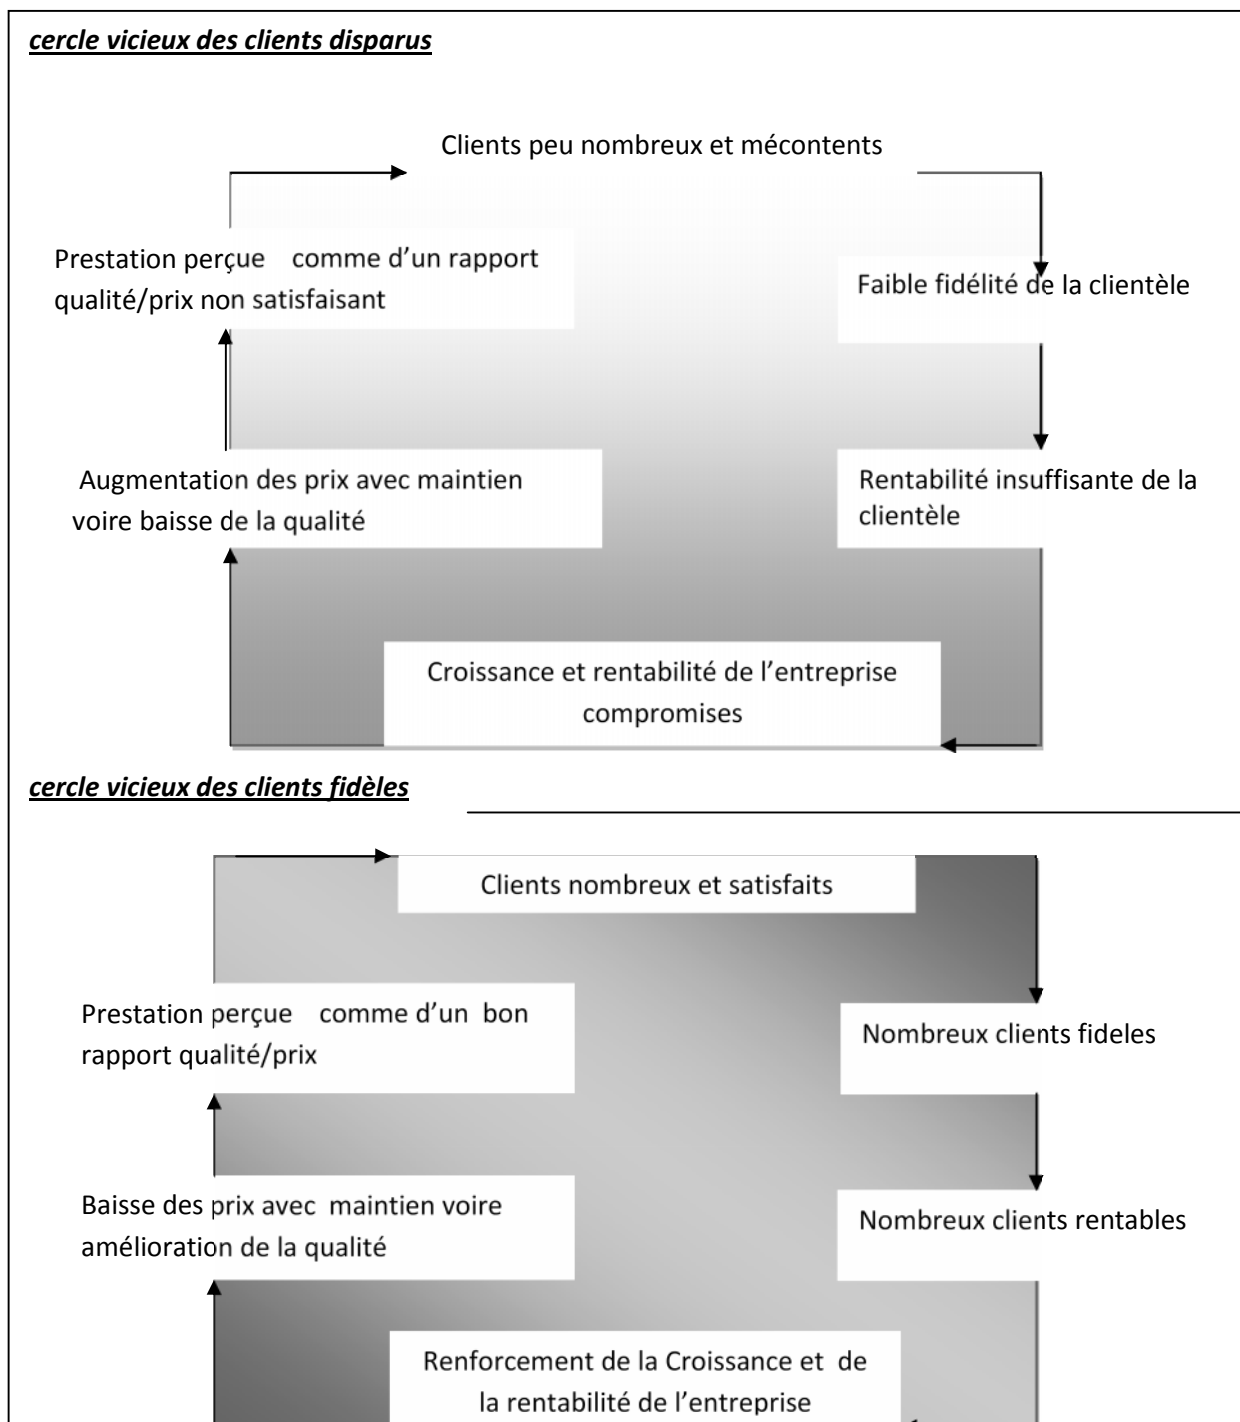 cercle vicieux des clients disparus
Clients peu nombreux et mécontents
Prestation perçue comme d’un rapport
qualité/prix non satisfaisant
Faible fidélité de la clientèle
Augmentation des prix avec maintien
voire baisse de la qualité
Rentabilité insuffisante de la
clientèle
Croissance et rentabilité de l’entreprise
compromises
cercle vicieux des clients fidèles
Clients nombreux et satisfaits
Prestation perçue comme d’un bon
rapport qualité/prix
Nombreux clients fideles
Baisse des prix avec maintien voire
amélioration de la qualité
Nombreux clients rentables
Renforcement de la Croissance et de
la rentabilité de l’entreprise